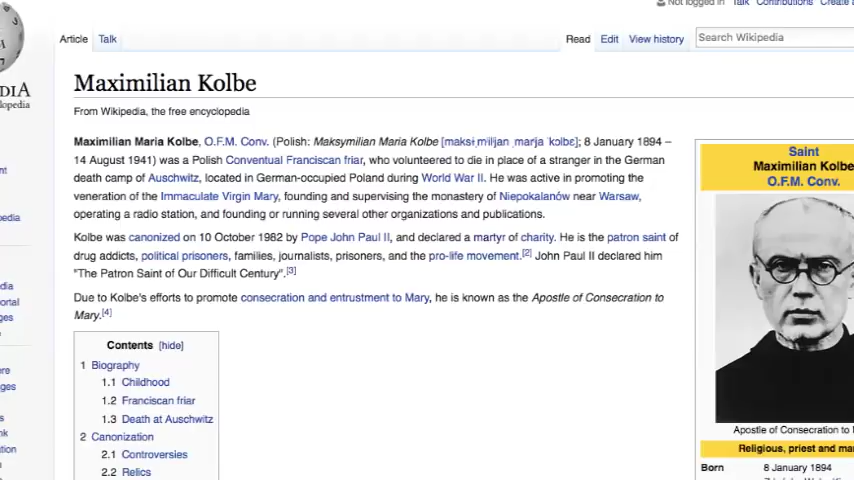 Not logged in Talk Contributions Create
Article Talk
Read Edit View history
Search Wikipedia
Maximilian Kolbe
From Wikipedia, the free encyclopedia
Maximilian Maria Kolbe, O.F.M. Conv. (Polish: Maksymilian Maria Kolbe [maksɨˌmʲiljan ˌmarja ˈkɔlbɛ]; 8 January 1894 –
14 August 1941) was a Polish Conventual Franciscan friar, who volunteered to die in place of a stranger in the German
death camp of Auschwitz, located in German-occupied Poland during World War II. He was active in promoting the
veneration of the Immaculate Virgin Mary, founding and supervising the monastery of Niepokalanów near Warsaw,
operating a radio station, and founding or running several other organizations and publications.
Kolbe was canonized on 10 October 1982 by Pope John Paul II, and declared a martyr of charity. He is the patron saint of
drug addicts, political prisoners, families, journalists, prisoners, and the pro-life movement.[2] John Paul II declared him
"The Patron Saint of Our Difficult Century".[3]
Due to Kolbe's efforts to promote consecration and entrustment to Mary, he is known as the Apostle of Consecration to
Mary.[4]
Contents [hide]
1 Biography
1.1 Childhood
1.2 Franciscan friar
1.3 Death at Auschwitz
2 Canonization
2.1 Controversies
2.2 Relics
Saint
Maximilian Kolbe
O.F.M. Conv.
Apostle of Consecration to
Religious, priest and
Born 8 January 1894